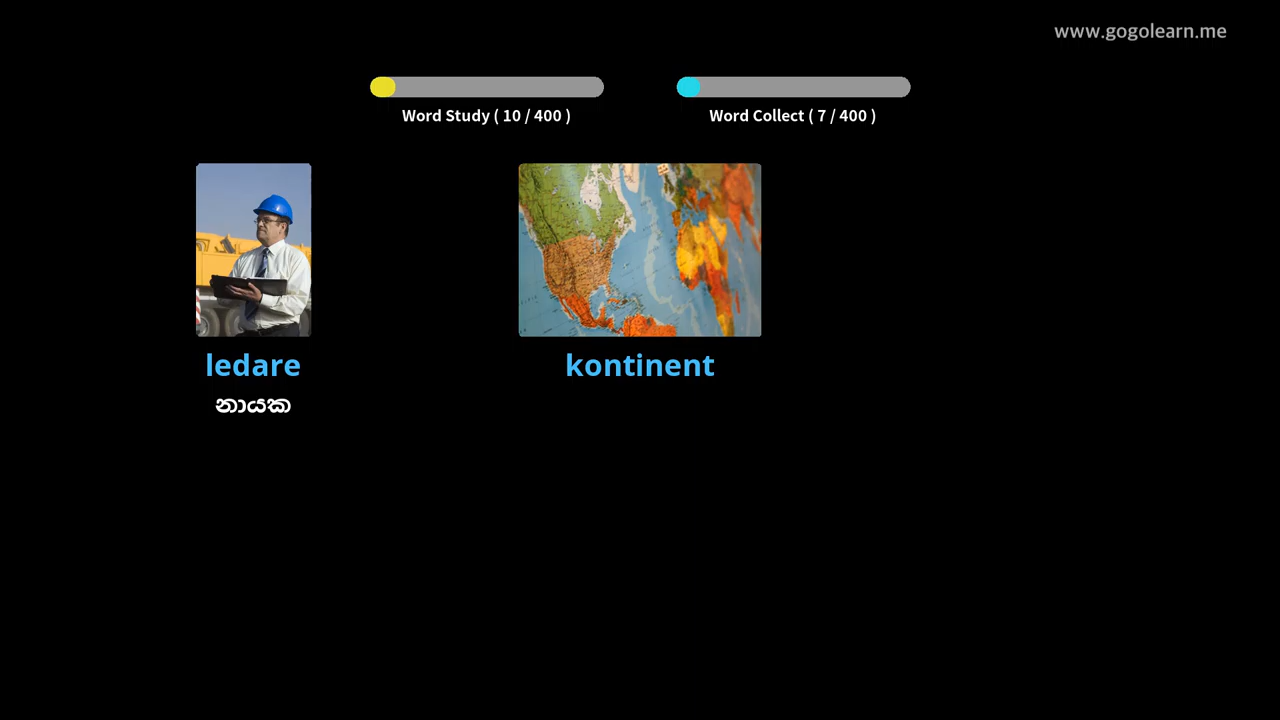 www.gogolearn.me
Word Study ( 10 / 400 )
Word Collect ( 7 / 400 )
ledare
නායක
kontinent